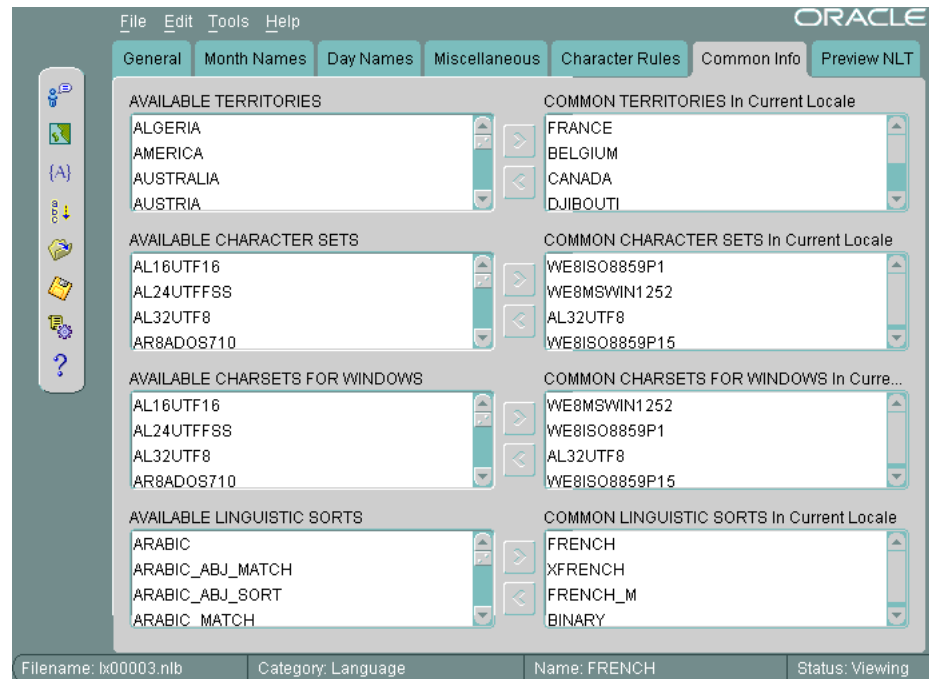 File Edit Tools Help
ORACLE
General Month Names Day Names Miscellaneous Character Rules Common Info Preview NLT
{A}
a
b
c
?
AVAILABLE TERRITORIES
ALGERIA
AMERICA
AUSTRALIA
AUSTRIA
COMMON TERRITORIES In Current Locale
FRANCE
BELGIUM
CANADA
DJIBOUTI
AVAILABLE CHARACTER SETS
AL16UTF16
AL24UTFFSS
AL32UTF8
AR8ADOS710
COMMON CHARACTER SETS In Current Locale
WE8ISO8859P1
WE8MSWIN1252
AL32UTF8
WE8ISO8859P15
AVAILABLE CHARSETS FOR WINDOWS
AL16UTF16
AL24UTFFSS
AL32UTF8
AR8ADOS710
COMMON CHARSETS FOR WINDOWS In Curre...
WE8MSWIN1252
WE8ISO8859P1
AL32UTF8
WE8ISO8859P15
AVAILABLE LINGUISTIC SORTS
ARABIC
ARABIC_ABJ_MATCH
ARABIC_ABJ_SORT
ARABIC_MATCH
COMMON LINGUISTIC SORTS In Current Locale
FRENCH
XFRENCH
FRENCH_M
BINARY
Filename: lx00003.nlb Category: Language Name: FRENCH Status: Viewing